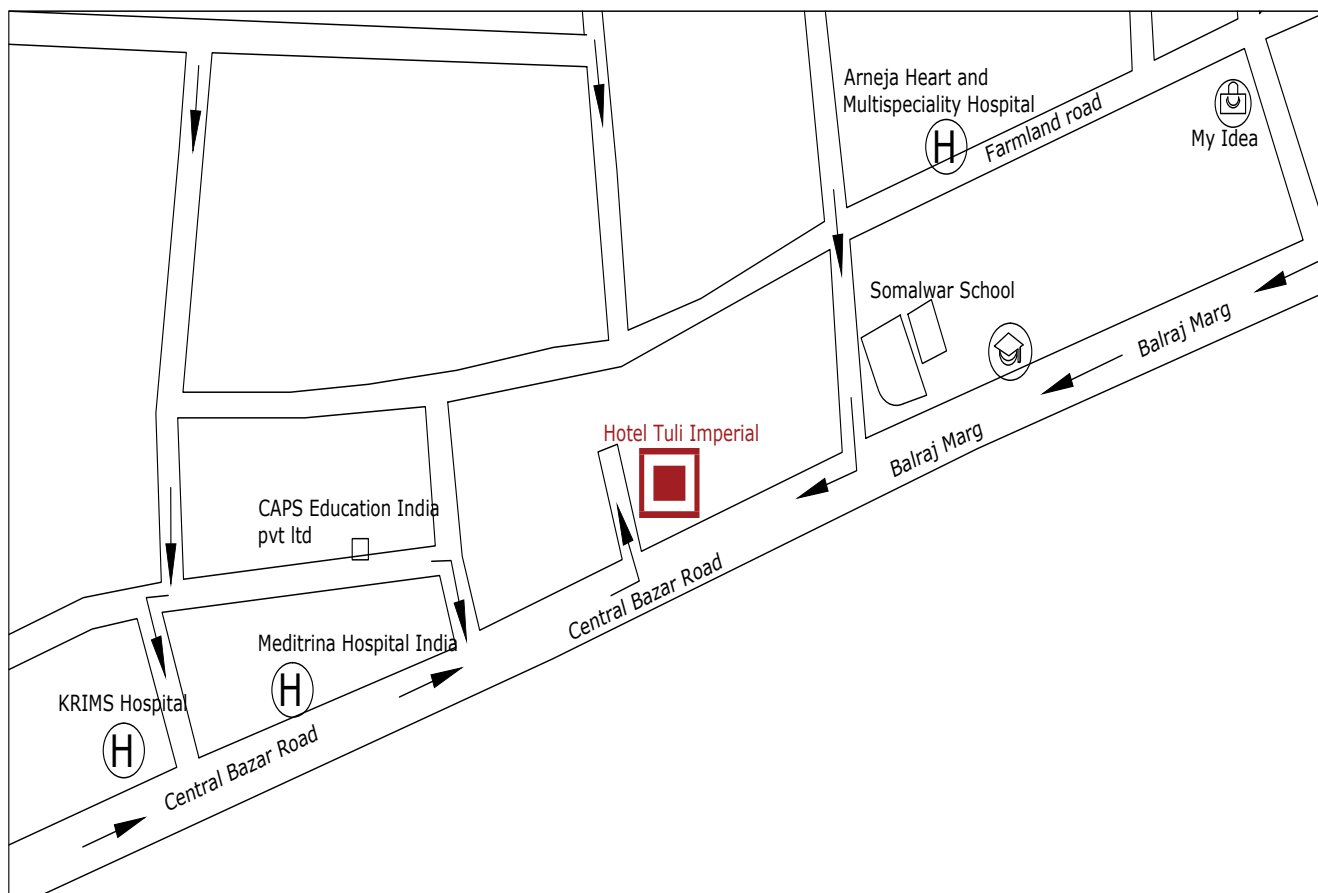 Arneja Heart and
Multispeciality Hospital
H
Farmland road
My Idea
Somalwar School
Balraj Marg
Balraj Marg
Hotel Tuli Imperial
CAPS Education India
pvt ltd
Central Bazar Road
Meditrina Hospital India
H
KRIMS Hospital
H
Central Bazar Road